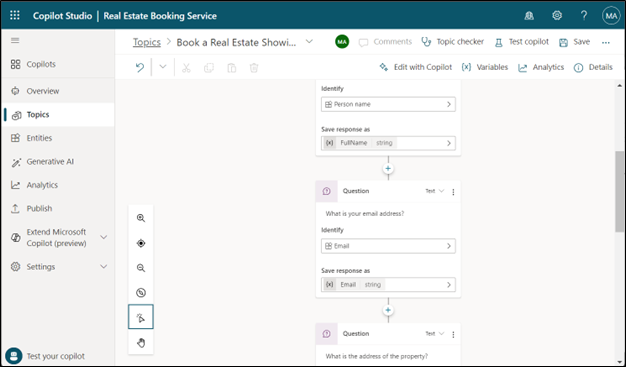 Copilot Studio | Real Estate Booking Service
MA
Topics > Book a Real Estate Showi...
MA
Comments
Topic checker
Test copilot
Save
...
Edit with Copilot
{x} Variables
Analytics
Details
Copilots
Overview
Topics
Entities
Generative AI
Analytics
Publish
Extend Microsoft
Copilot (preview)
Settings
Test your copilot
Identify
Person name
Save response as
{x} FullName string
Question
Text
What is your email address?
Identify
Email
Save response as
{x} Email string
Question
Text
What is the address of the property?